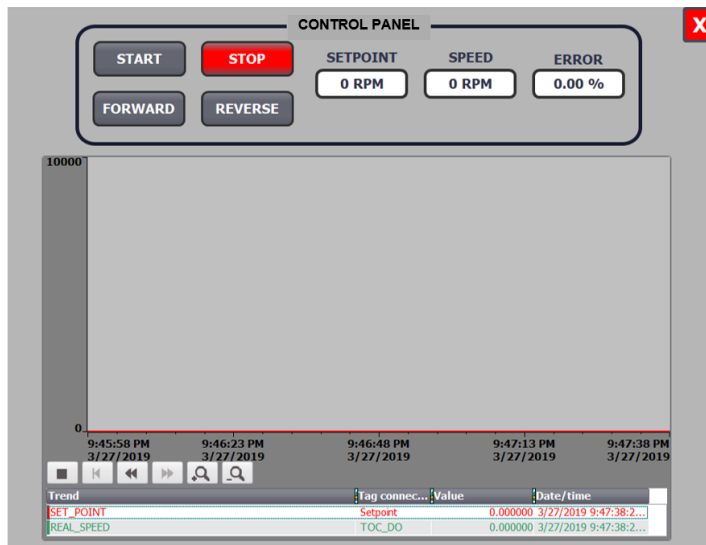 CONTROL PANEL
X
START STOP SETPOINT SPEED ERROR
0 RPM 0 RPM 0.00 %
FORWARD REVERSE
10000
0
9:45:58 PM 9:46:23 PM 9:46:48 PM 9:47:13 PM 9:47:38 PM
3/27/2019 3/27/2019 3/27/2019 3/27/2019 3/27/2019
Trend Tag connec... Value Date/time
SET_POINT Setpoint 0.000000 3/27/2019 9:47:38:2...
REAL_SPEED TOC_DO 0.000000 3/27/2019 9:47:38:2...